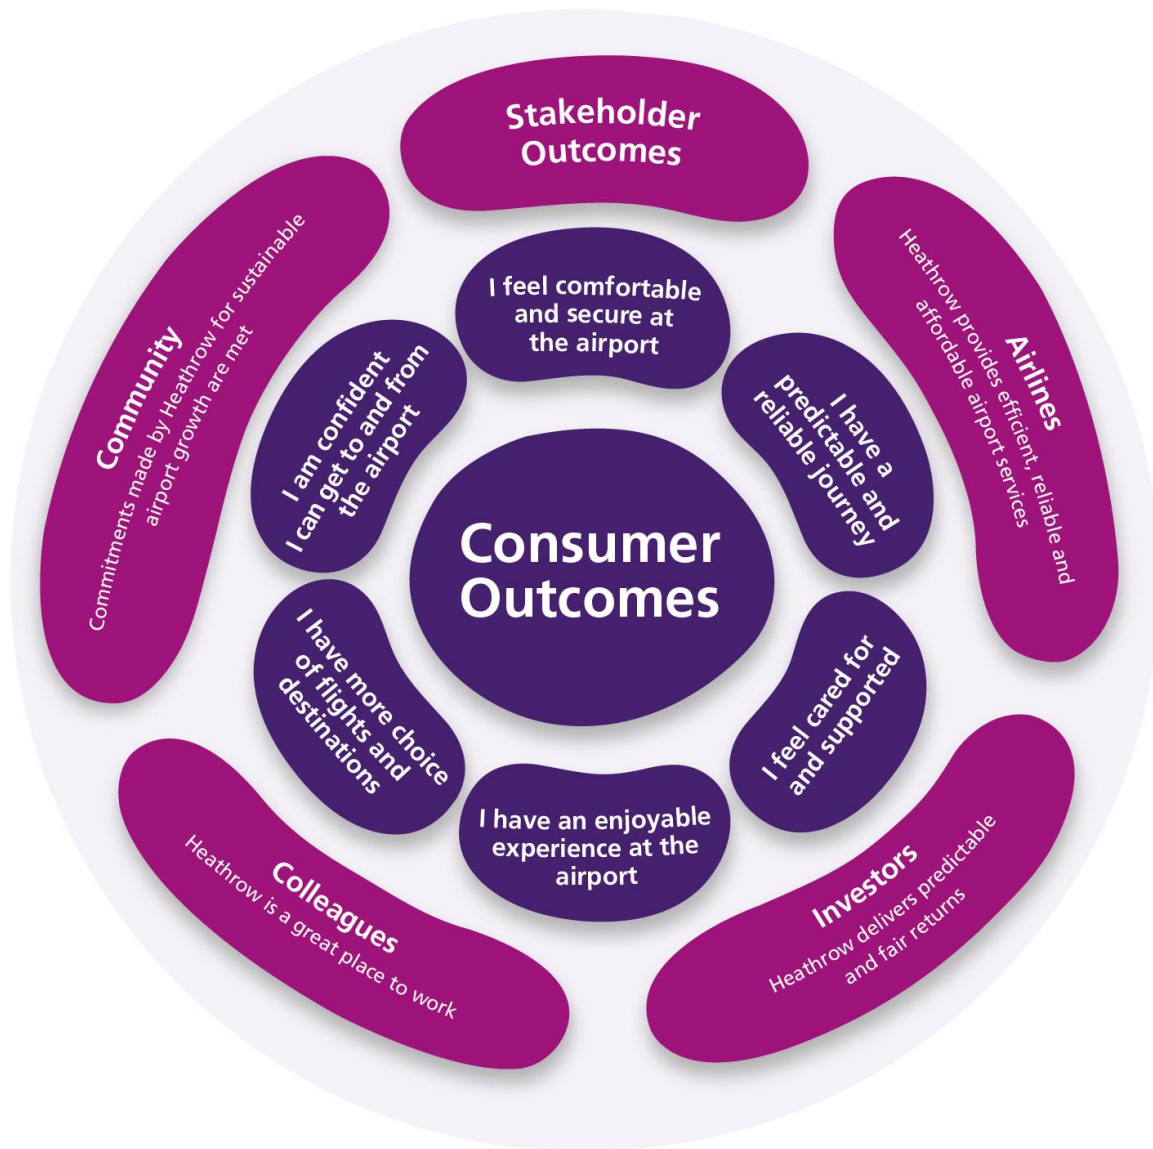 Stakeholder
Outcomes
I feel comfortable
and secure at
the airport
I have a
predictable and
reliable journey
I feel cared for
and supported
I have an enjoyable
experience at the
airport
I have more choice
of flights and
destinations
I am confident
I can get to and from
the airport
Consumer
Outcomes
Airlines
Heathrow provides efficient, reliable and
affordable airport services
Investors
Heathrow delivers predictable
and fair returns
Colleagues
Heathrow is a great place to work
Community
Commitments made by Heathrow for sustainable
airport growth are met